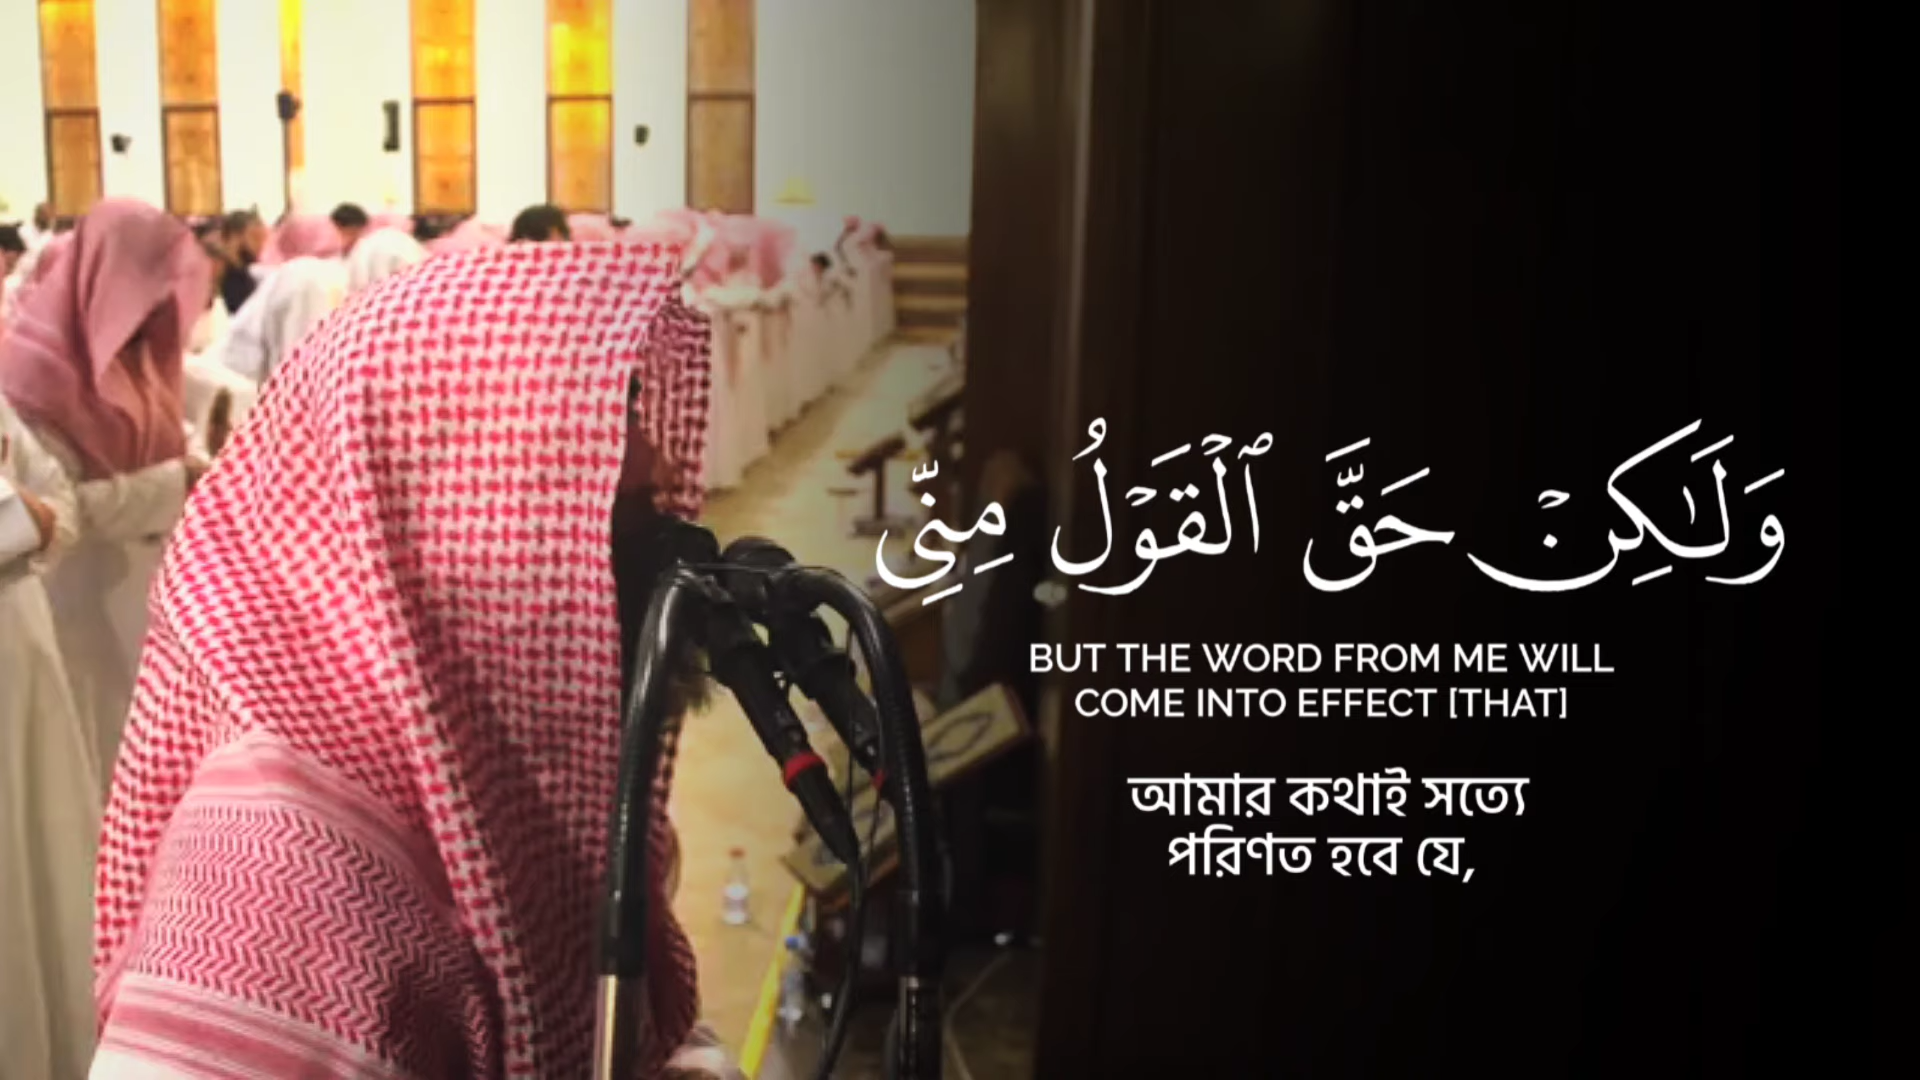 وَلَـٰكِنۡ حَقَّ ٱلۡقَوۡلُ مِنِّي
BUT THE WORD FROM ME WILL
COME INTO EFFECT [THAT]
আমার কথাই সত্যে
পরিণত হবে যে,